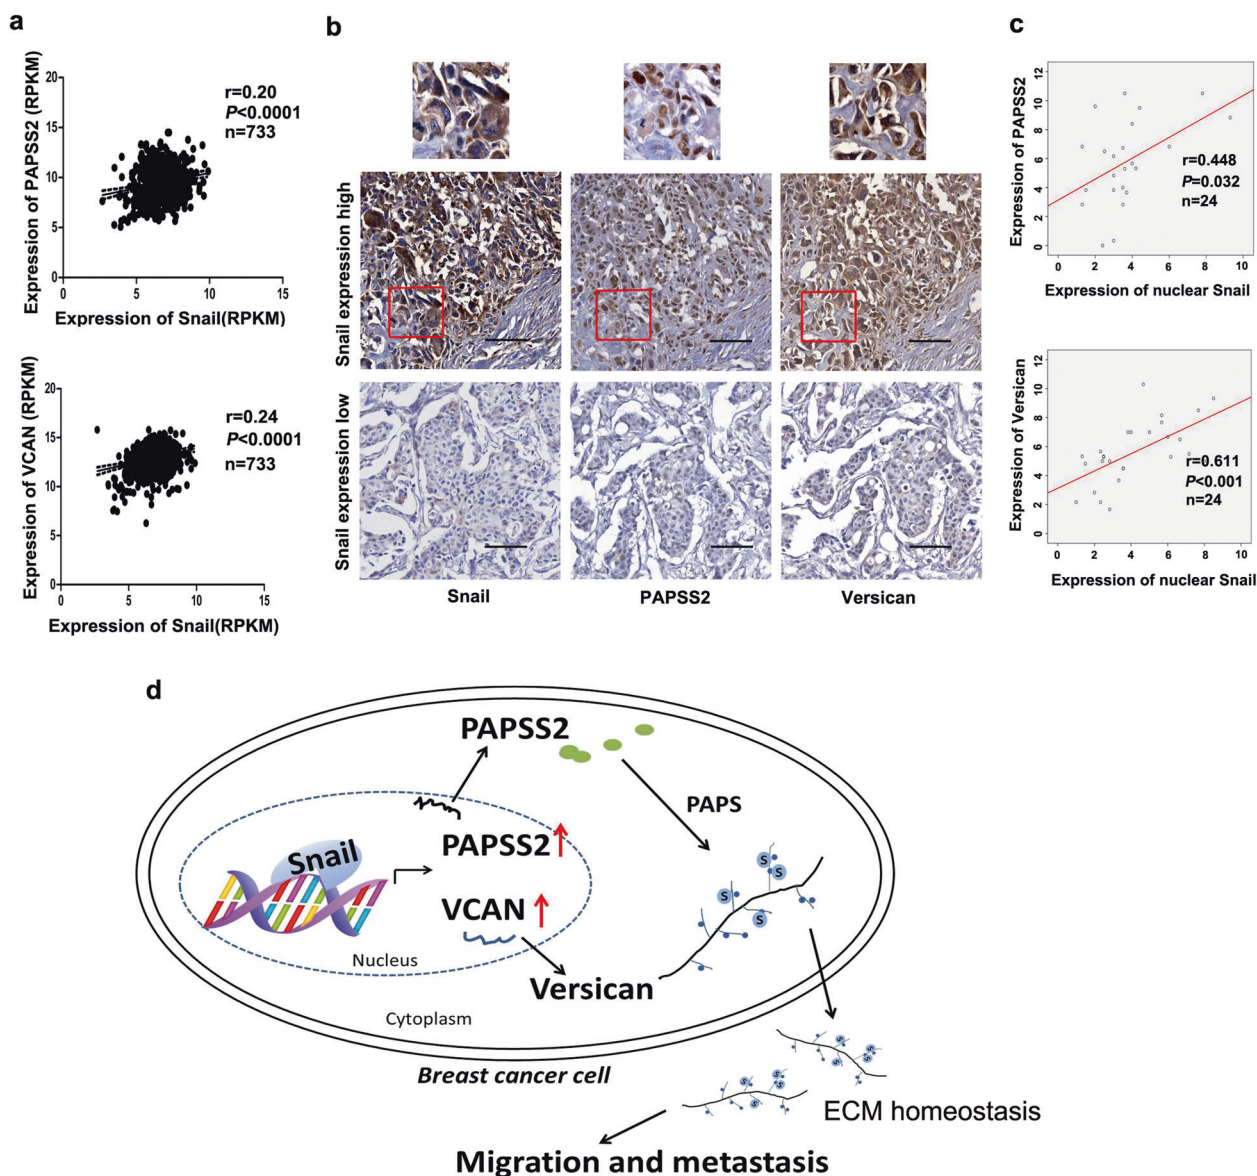 a
Expression of PAPSS2 (RPKM)
20
15
10
5
0
r=0.20
P<0.0001
n=733
0 5 10 15
Expression of Snail(RPKM)
Expression of VCAN (RPKM)
20
15
10
5
0
r=0.24
P<0.0001
n=733
0 5 10 15
Expression of Snail(RPKM)
b
Snail expression high
Snail expression low
Snail PAPSS2 Versican
c
Expression of PAPSS2
12
10
8
6
4
2
0
r=0.448
P=0.032
n=24
0 2 4 6 8 10
Expression of nuclear Snail
Expression of Versican
12
10
8
6
4
2
0
r=0.611
P<0.001
n=24
0 2 4 6 8 10
Expression of nuclear Snail
d
PAPSS2
PAPS
Snail
PAPSS2
VCAN
Nucleus
Versican
Cytoplasm
S
S
S
S
S
Breast cancer cell
S
S
S
S
S
S
S
S
ECM homeostasis
Migration and metastasis